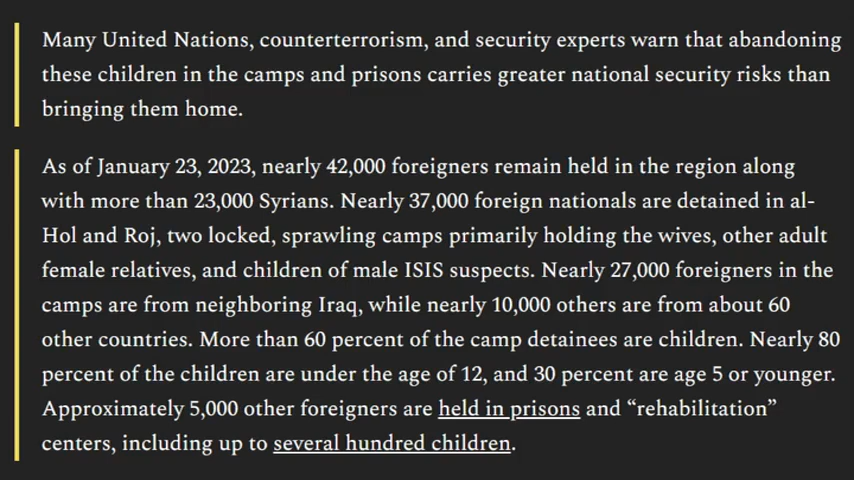 Many United Nations, counterterrorism, and security experts warn that abandoning
these children in the camps and prisons carries greater national security risks than
bringing them home.
As of January 23, 2023, nearly 42,000 foreigners remain held in the region along
with more than 23,000 Syrians. Nearly 37,000 foreign nationals are detained in al-
Hol and Roj, two locked, sprawling camps primarily holding the wives, other adult
female relatives, and children of male ISIS suspects. Nearly 27,000 foreigners in the
camps are from neighboring Iraq, while nearly 10,000 others are from about 60
other countries. More than 60 percent of the camp detainees are children. Nearly 80
percent of the children are under the age of 12, and 30 percent are age 5 or younger.
Approximately 5,000 other foreigners are held in prisons and “rehabilitation”
centers, including up to several hundred children.